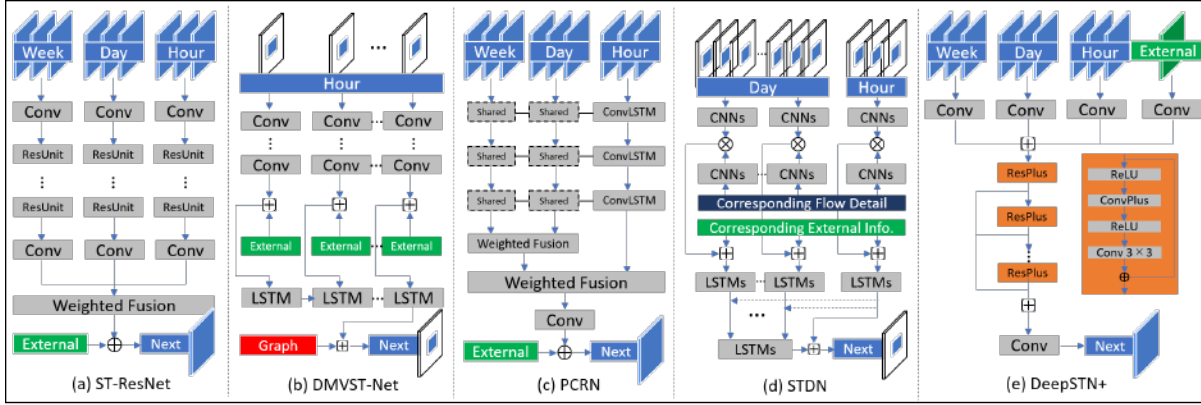 Week Day Hour
Conv Conv Conv
ResUnit ResUnit ResUnit
ResUnit ResUnit ResUnit
Conv Conv Conv
Weighted Fusion
External Next
(a) ST-ResNet
Hour
Conv Conv Conv
Conv Conv Conv
External External External
LSTM LSTM LSTM
Graph Next
(b) DMVST-Net
Week Day Hour
Shared Shared ConvLSTM
Shared Shared ConvLSTM
Shared Shared ConvLSTM
Weighted Fusion
Weighted Fusion
Conv
External Next
(c) PCRN
Day Hour
CNNs CNNs CNNs
CNNs CNNs CNNs
Corresponding Flow Detail
Corresponding External Info.
LSTMs LSTMs LSTMs
LSTMs Next
(d) STDN
Week Day Hour External
Conv Conv Conv Conv
ResPlus
ResPlus
ResPlus
Conv Next
ReLU
ConvPlus
ReLU
Conv 3 × 3
(e) DeepSTN+